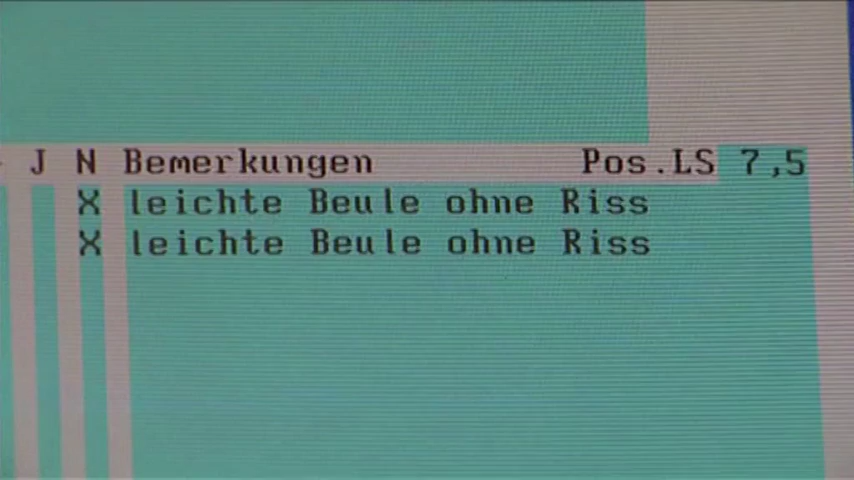 J N Bemerkungen Pos.LS 7,5
X leichte Beule ohne Riss
X leichte Beule ohne Riss